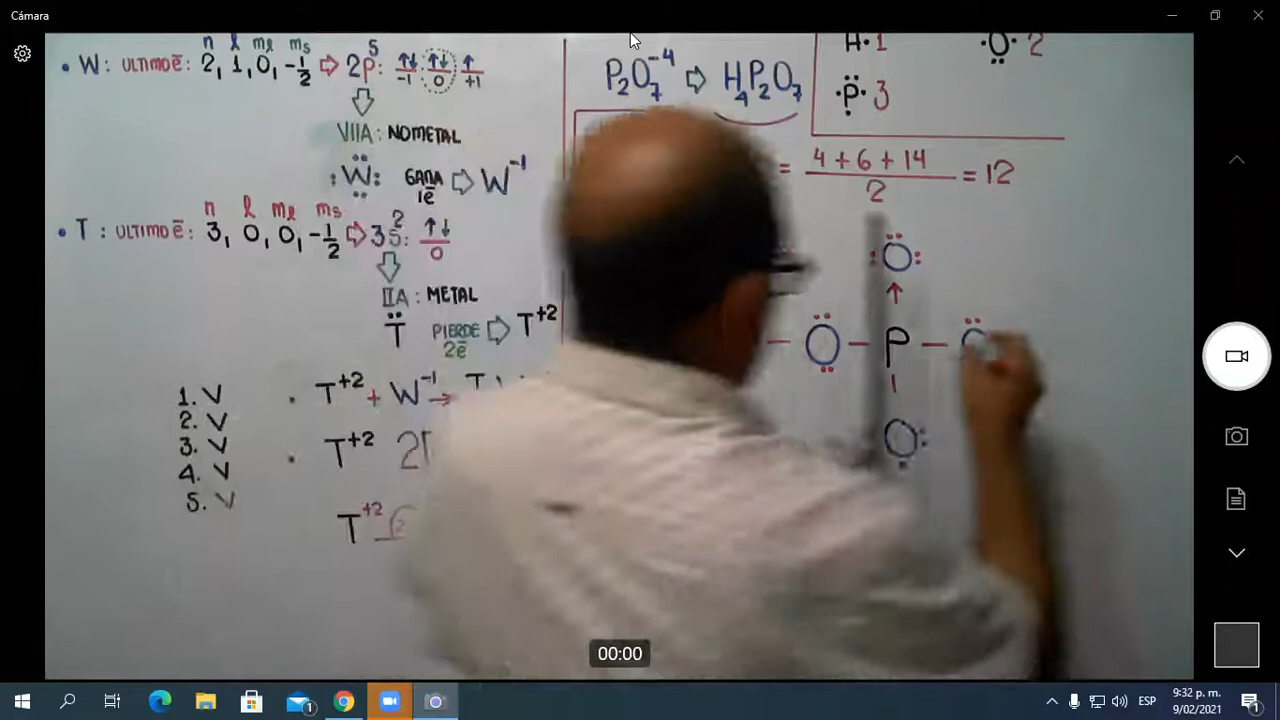 Cámara
n l ml ms
• W: ULTIMO ē: 2, 1, 0, -1/2 ⇒ 2p⁵: ↑↓/-1 ↑↓/0 ↑/+1
VIIA: NOMETAL
:W: GANA 1ē ⇒ W⁻¹
n l ml ms
• T: ULTIMO ē: 3, 0, 0, -1/2 ⇒ 3S²: ↑↓/0
IIA: METAL
T PIERDE 2ē ⇒ T⁺²
1. V
2. V
3. V
4. V
5. V
• T⁺² + W⁻¹ →
• T⁺²
T⁺²
P₂O₇⁻⁴ ⇒ H₄P₂O₇
H· 1
·O· 2
·P· 3
= (4 + 6 + 14)/2 = 12
:O:
↑
– O – P – O
|
O:
00:00
ESP
9:32 p. m.
9/02/2021
1
1